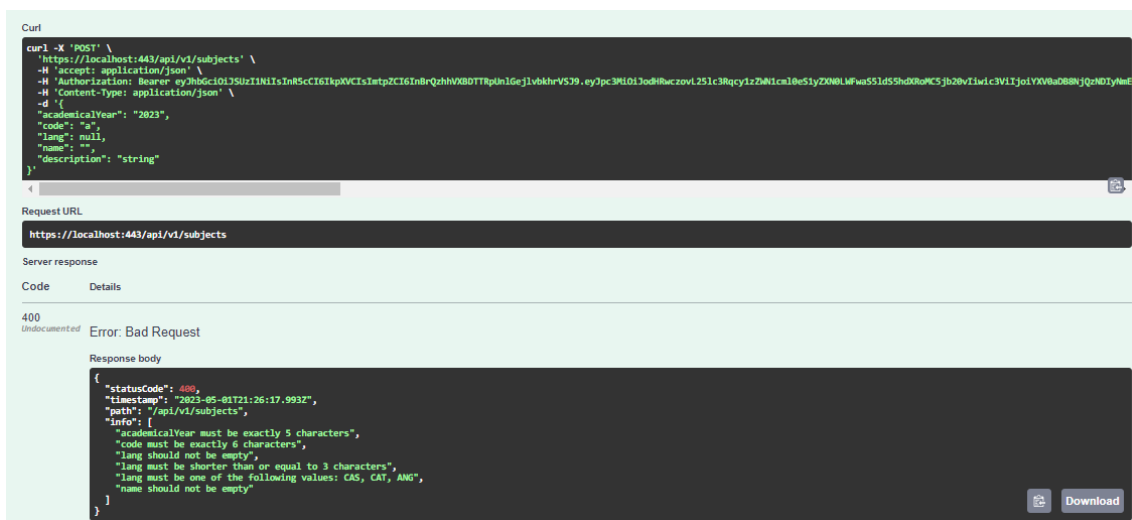 Curl
curl -X 'POST' \
'https://localhost:443/api/v1/subjects' \
-H 'accept: application/json' \
-H 'Authorization: Bearer
-H 'Content-Type: application/json' \
-d '{
"academicalYear": "2023",
"code": "a",
"lang": null,
"name": "",
"description": "string"
}'
Request URL
https://localhost:443/api/v1/subjects
Server response
Code Details
400
Undocumented
Error: Bad Request
Response body
{
"statusCode": 400,
"timestamp": "2023-05-01T21:26:17.993Z",
"path": "/api/v1/subjects",
"info": [
"academicalYear must be exactly 5 characters",
"code must be exactly 6 characters",
"lang should not be empty",
"lang must be shorter than or equal to 3 characters",
"lang must be one of the following values: CAS, CAT, ANG",
"name should not be empty"
]
}
Download